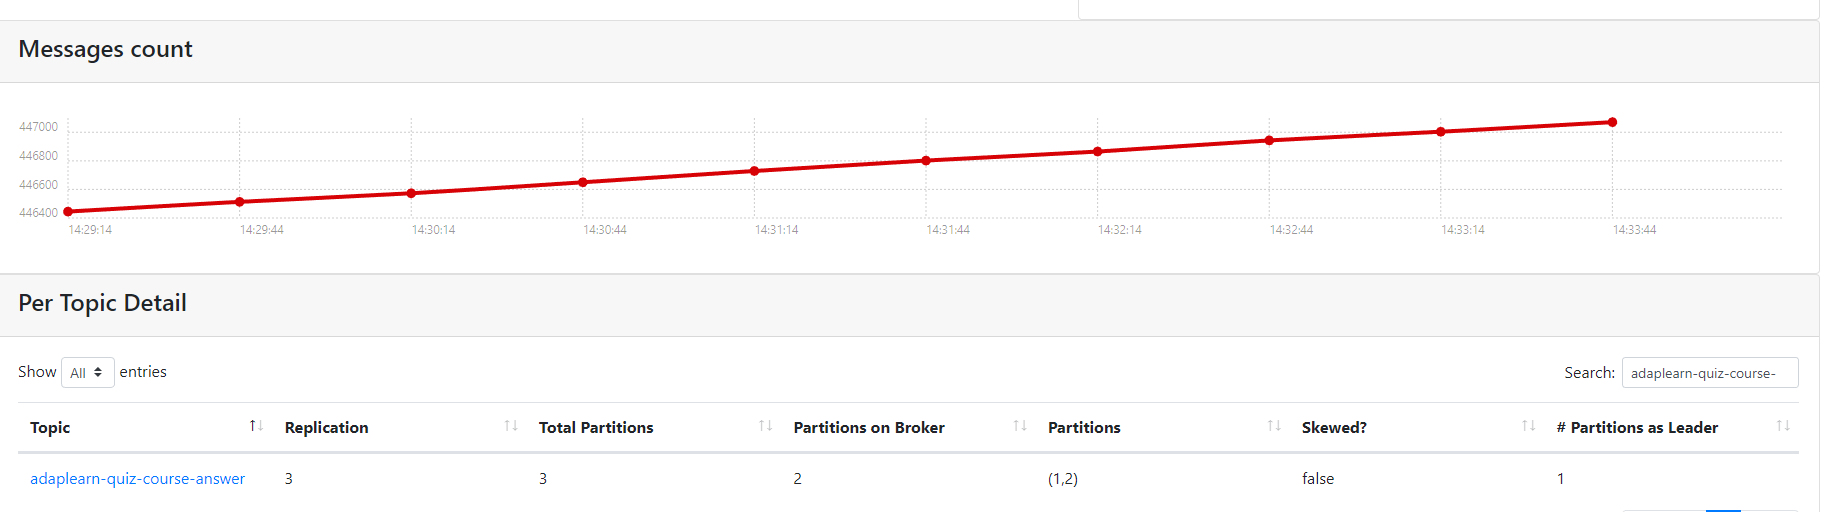 Messages count
447000
446800
446600
446400
14:29:14 14:29:44 14:30:14 14:30:44 14:31:14 14:31:44 14:32:14 14:32:44 14:33:14 14:33:44
Per Topic Detail
Show All entries Search: adaplearn-quiz-course-
Topic Replication Total Partitions Partitions on Broker Partitions Skewed? # Partitions as Leader
adaplearn-quiz-course-answer 3 3 2 (1,2) false 1